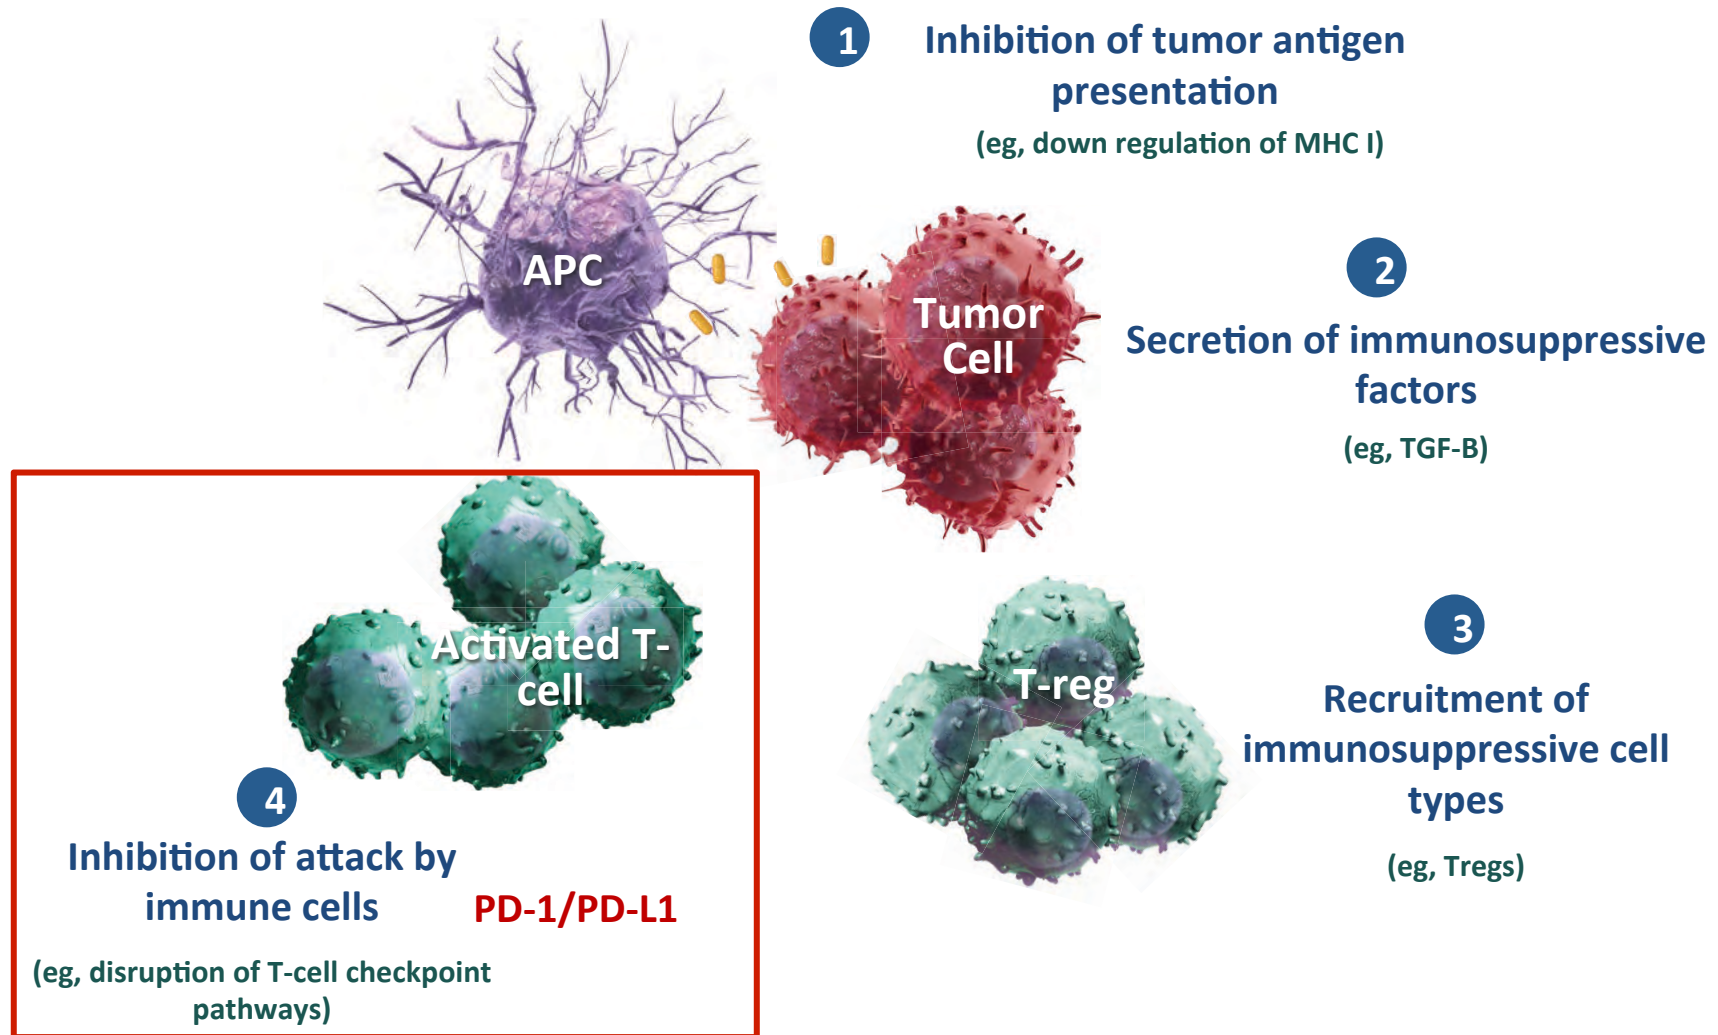 1
Inhibition of tumor antigen
presentation
(eg, down regulation of MHC I)
APC
Tumor
Cell
2
Secretion of immunosuppressive
factors
(eg, TGF-B)
Activated T-
cell
T-reg
3
Recruitment of
immunosuppressive cell
types
(eg, Tregs)
4
Inhibition of attack by
immune cells
PD-1/PD-L1
(eg, disruption of T-cell checkpoint
pathways)